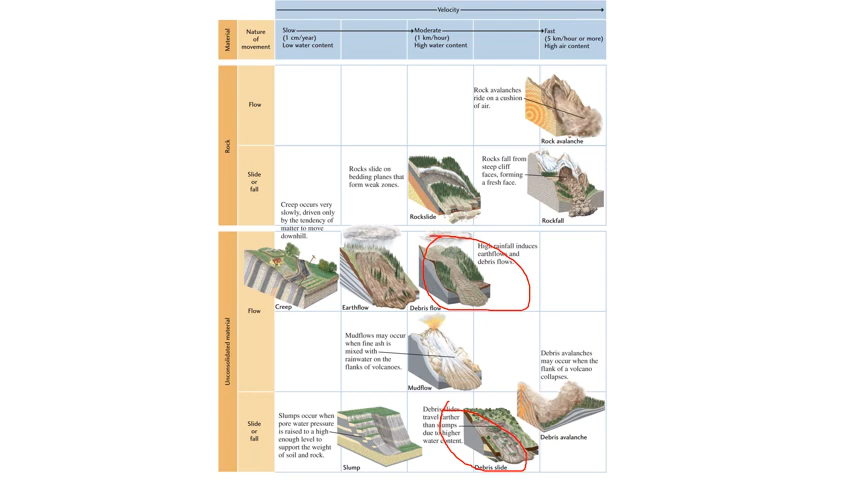 Velocity
Material
Nature
of
movement
Slow
(1 cm/year)
Low water content
Moderate
(1 km/hour)
High water content
Fast
(5 km/hour or more)
High air content
Rock
Flow
Rock avalanches
ride on a cushion
of air.
Rock avalanche
Slide
or
fall
Rocks slide on
bedding planes that
form weak zones.
Rockslide
Rocks fall from
steep cliff
faces, forming
a fresh face.
Rockfall
Unconsolidated material
Flow
Creep occurs very
slowly, driven only
by the tendency of
matter to move
downhill.
Creep
Earthflow
Debris flow
High rainfall induces
earthflows and
debris flows.
Mudflows may occur
when fine ash is
mixed with
rainwater on the
flanks of volcanoes.
Mudflow
Debris avalanches
may occur when the
flank of a volcano
collapses.
Debris avalanche
Slide
or
fall
Slumps occur when
pore water pressure
is raised to a high
enough level to
support the weight
of soil and rock.
Slump
Debris slides
travel farther
than slumps
due to higher
water content.
Debris slide